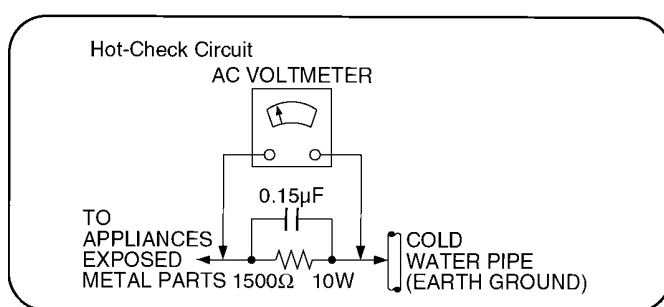 Hot-Check Circuit
AC VOLTMETER
0.15µF
TO
APPLIANCES
EXPOSED
METAL PARTS
1500Ω 10W
COLD
WATER PIPE
(EARTH GROUND)